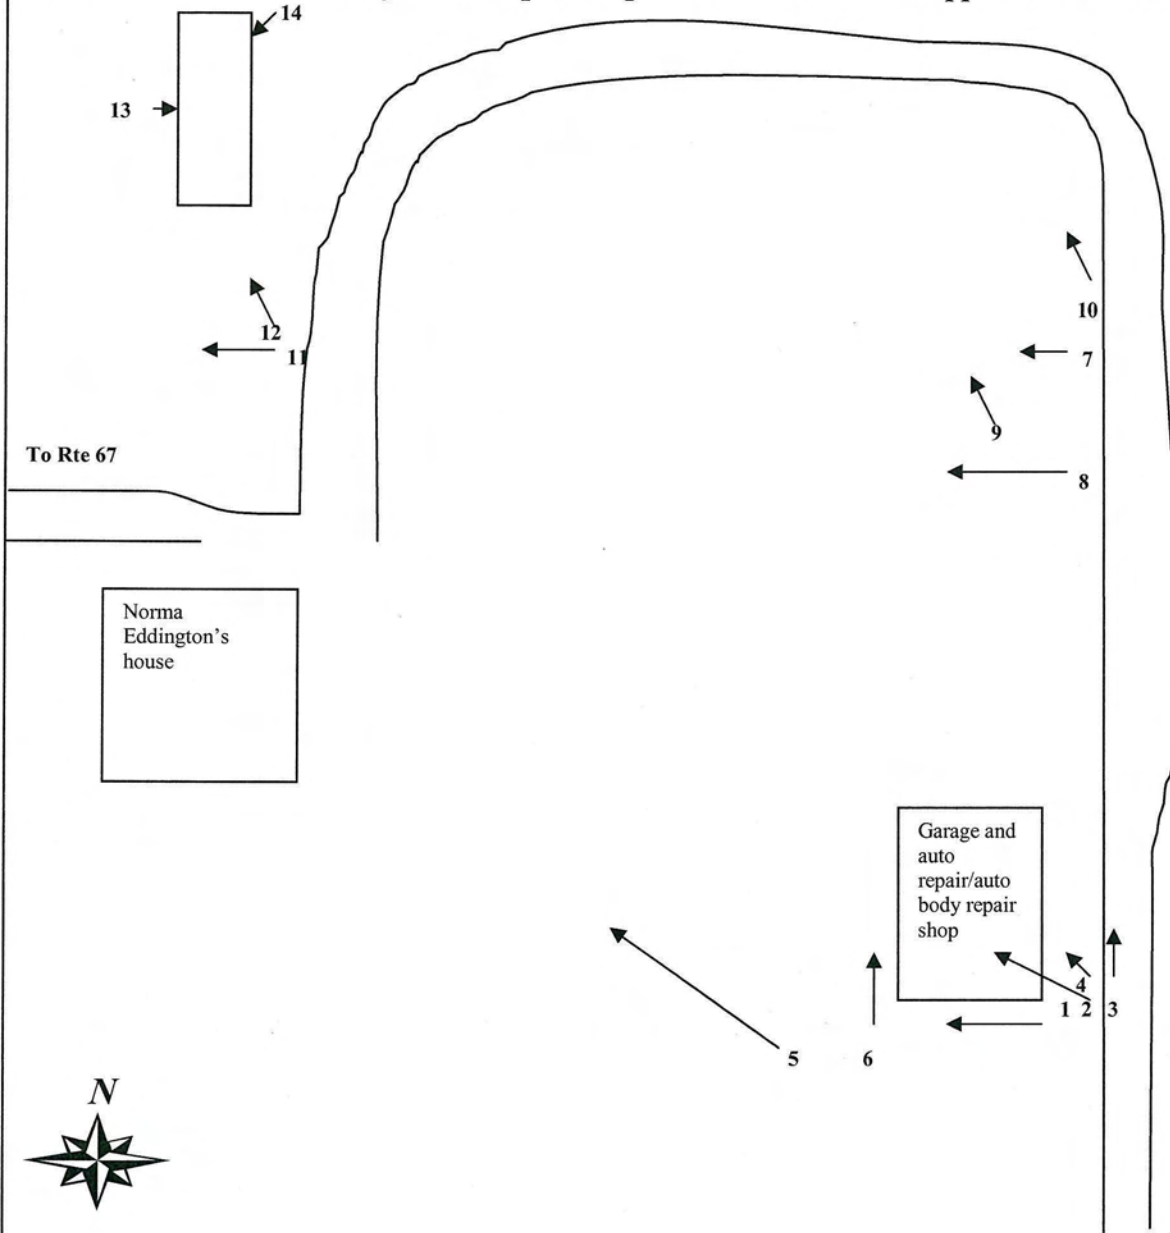 14
13
10
12
11
7
9
To Rte 67
8
Norma
Eddington's
house
Garage and
auto
repair/auto
body repair
shop
4
1 2 3
5
6
N